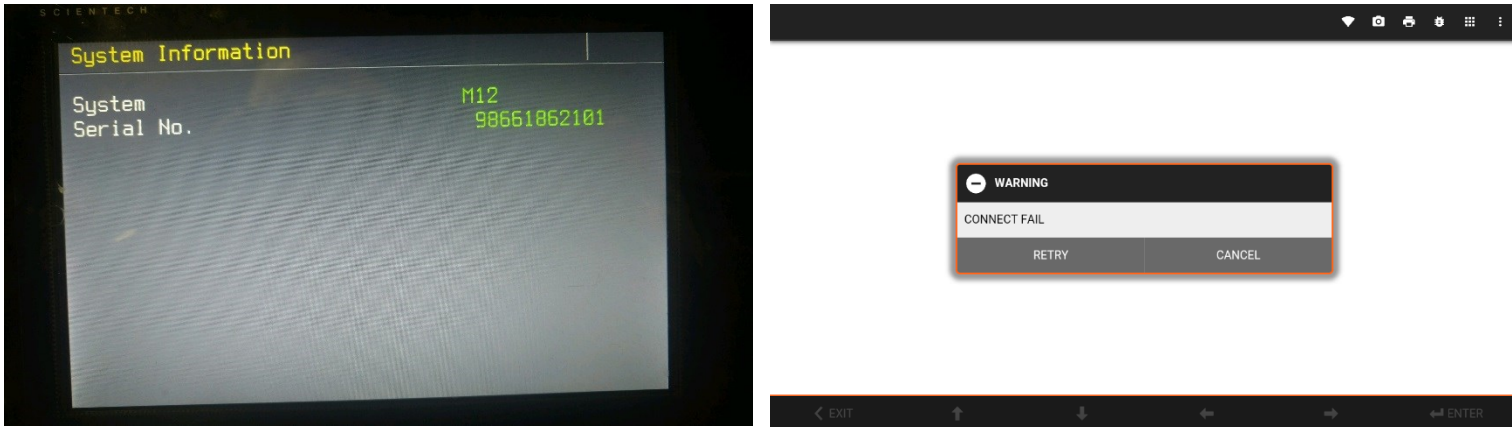 SCIENTECH
System Information
System M12
Serial No. 98661862101
WARNING
CONNECT FAIL
RETRY CANCEL
EXIT ENTER